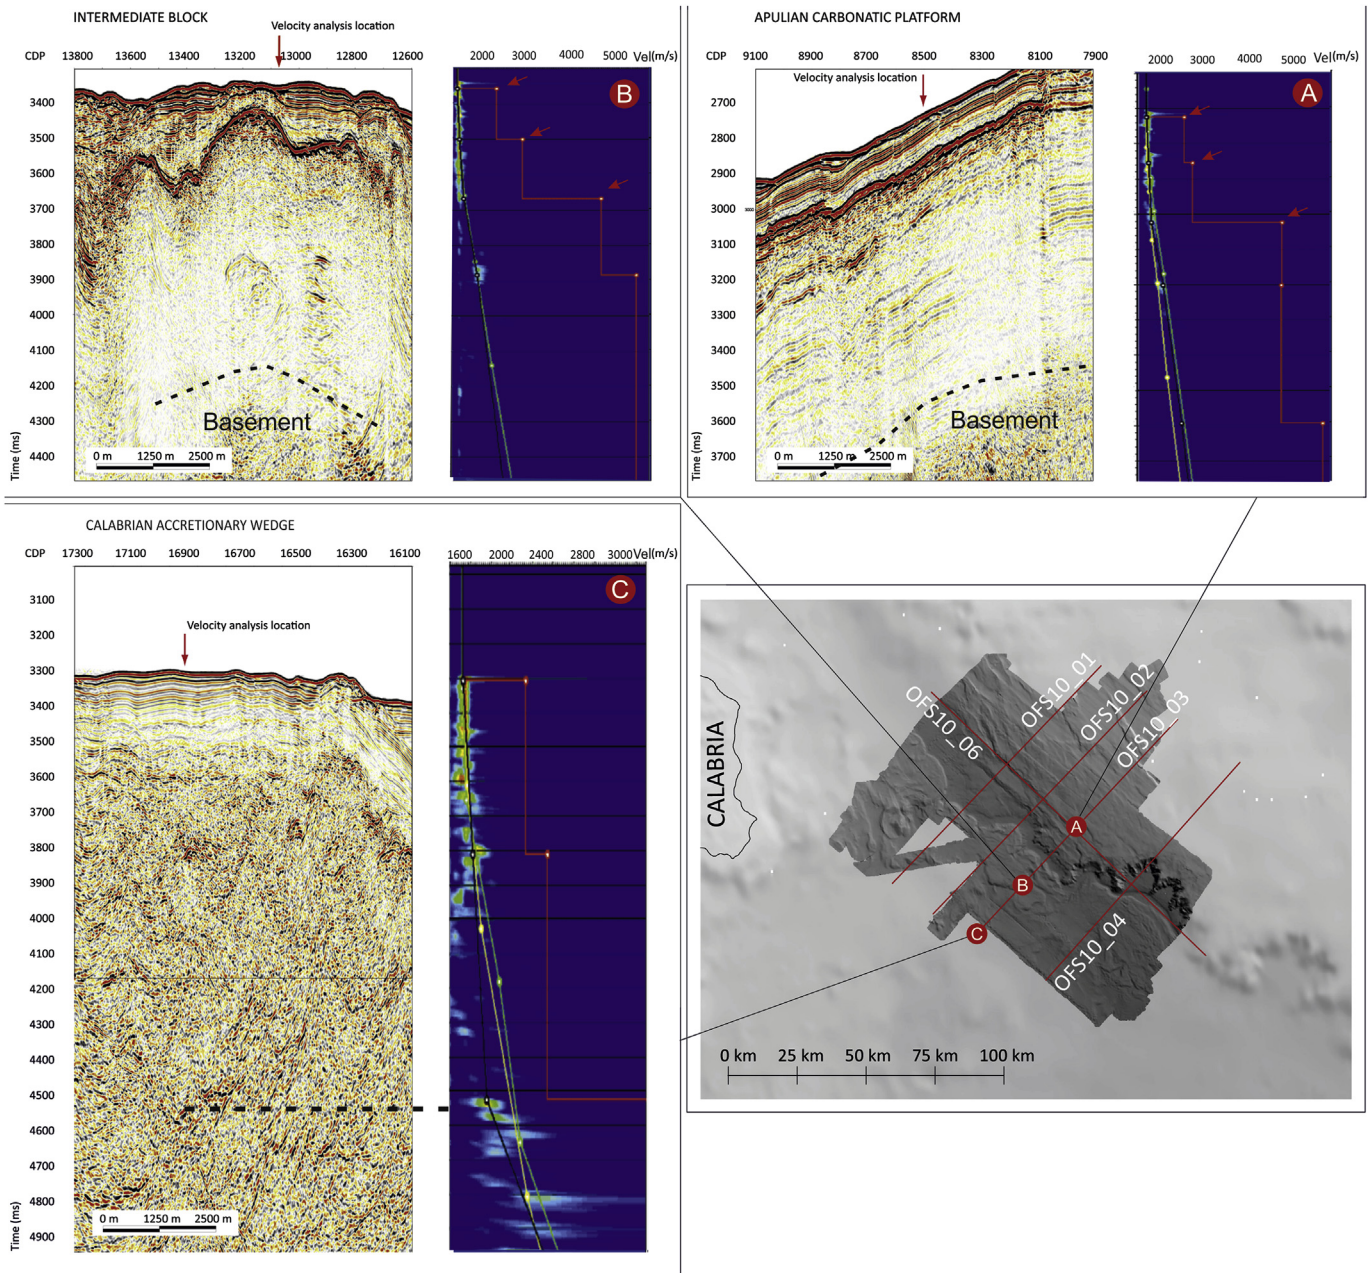 INTERMEDIATE BLOCK
Velocity analysis location
CDP 13800 13600 13400 13200 13000 12800 12600
2000 3000 4000 5000 Vel(m/s)
B
3400
3500
3600
3700
3800
3900
4000
4100
4200
4300
4400
Time (ms)
Basement
0 m 1250 m 2500 m
APULIAN CARBONATIC PLATFORM
CDP 9100 8900 8700 8500 8300 8100 7900
Velocity analysis location
2000 3000 4000 5000 Vel(m/s)
A
2700
2800
2900
3000
3100
3200
3300
3400
3500
3600
3700
Time (ms)
Basement
0 m 1250 m 2500 m
CALABRIAN ACCRETIONARY WEDGE
CDP 17300 17100 16900 16700 16500 16300 16100
1600 2000 2400 2800 3000 Vel(m/s)
C
Velocity analysis location
3100
3200
3300
3400
3500
3600
3700
3800
3900
4000
4100
4200
4300
4400
4500
4600
4700
4800
4900
Time (ms)
0 m 1250 m 2500 m
CALABRIA
OFS10_06
OFS10_01
OFS10_02
OFS10_03
OFS10_04
A
B
C
0 km 25 km 50 km 75 km 100 km